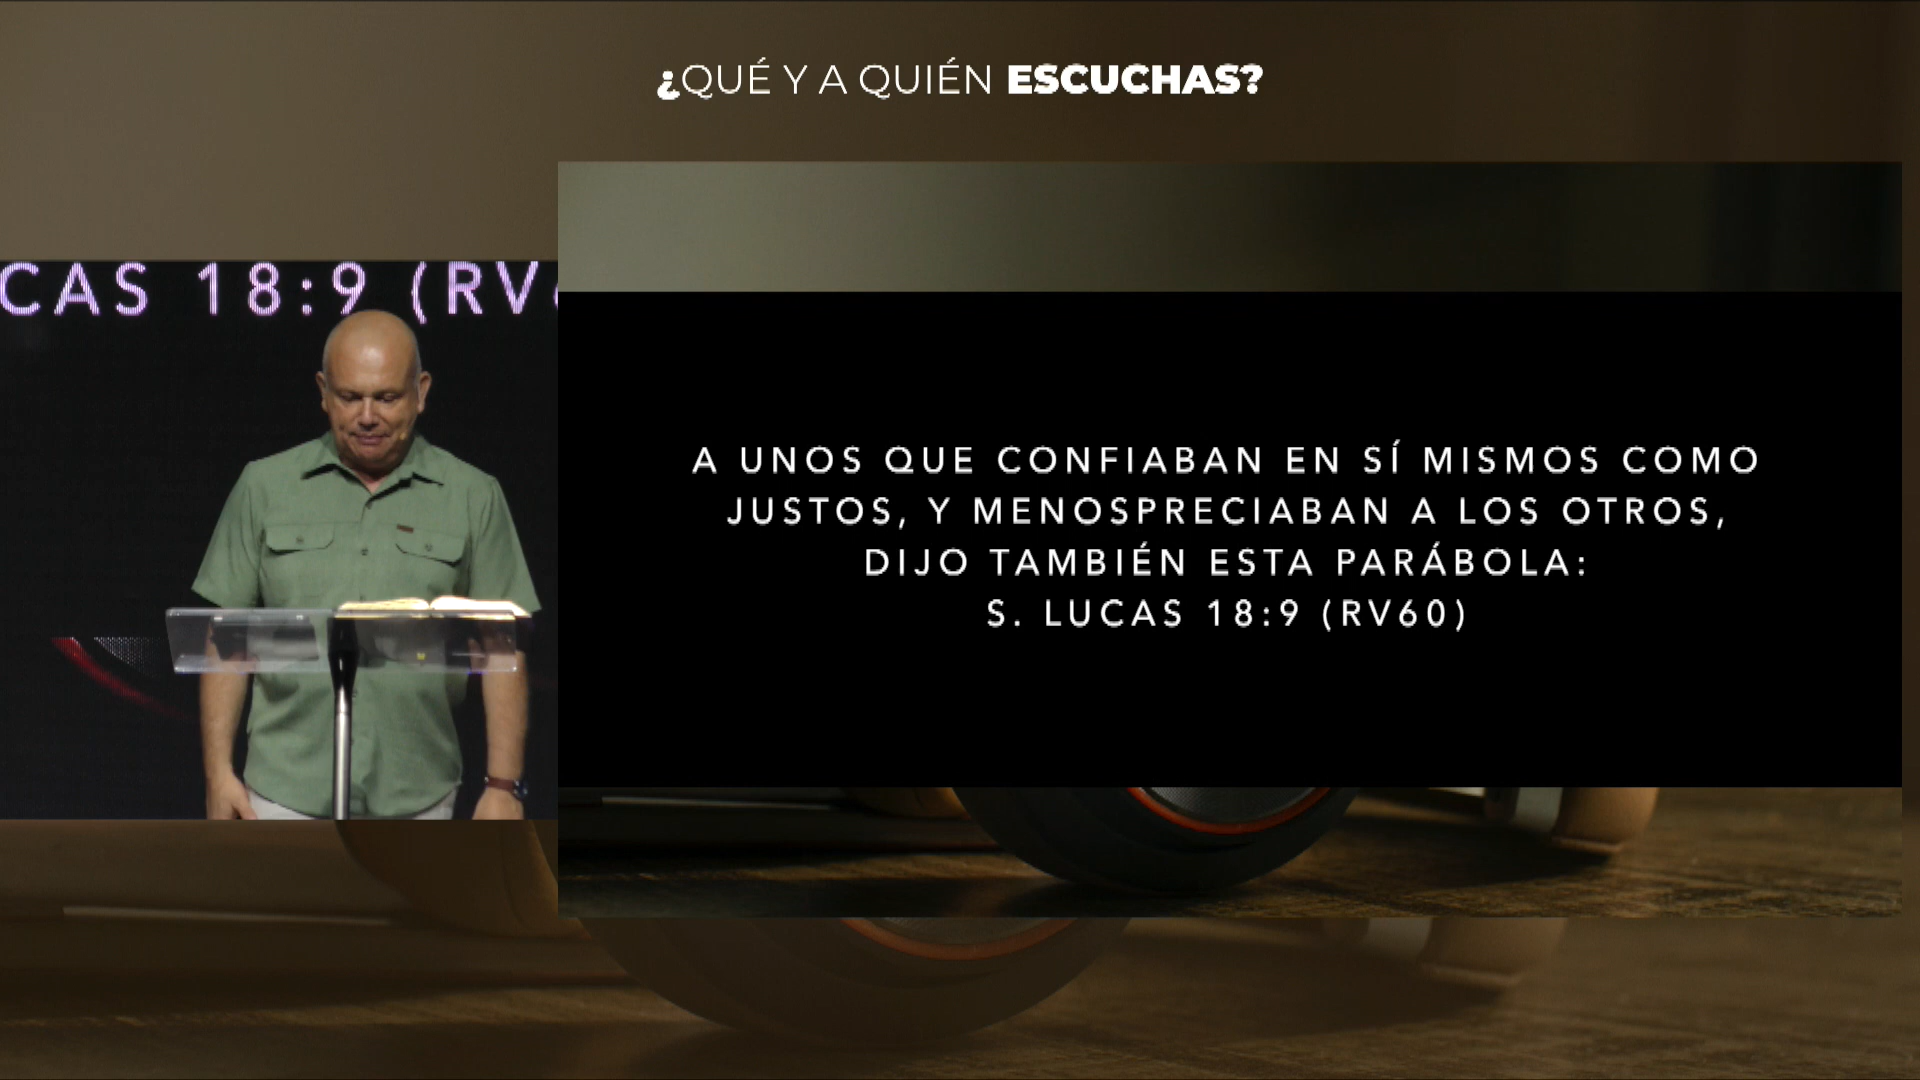 ¿QUÉ Y A QUIÉN ESCUCHAS?
CAS 18:9 (RV6
A UNOS QUE CONFIABAN EN SÍ MISMOS COMO
JUSTOS, Y MENOSPRECIABAN A LOS OTROS,
DIJO TAMBIÉN ESTA PARÁBOLA:
S. LUCAS 18:9 (RV60)